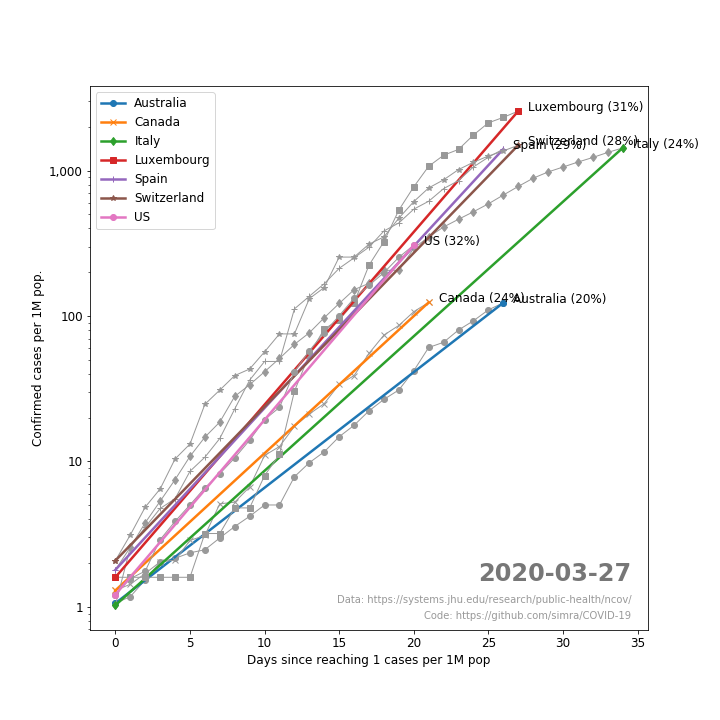 Australia
Canada
Italy
Luxembourg
Spain
Switzerland
US
Luxembourg (31%)
Switzerland (28%)
Spain (29%)
Italy (24%)
US (32%)
Canada (24%)
Australia (20%)
1,000
100
10
1
Confirmed cases per 1M pop.
2020-03-27
Data: https://systems.jhu.edu/research/public-health/ncov/
Code: https://github.com/simra/COVID-19
0 5 10 15 20 25 30 35
Days since reaching 1 cases per 1M pop